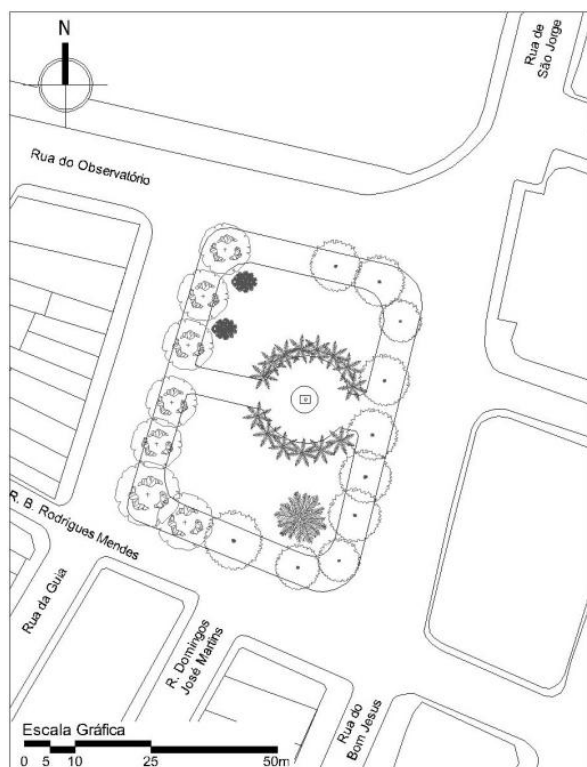 N
Rua de
São Jorge
Rua do Observatório
R. B. Rodrigues Mendes
Rua da Guia
R. Domingos
José Martins
Rua do
Bom Jesus
Escala Gráfica
0 5 10 25 50m